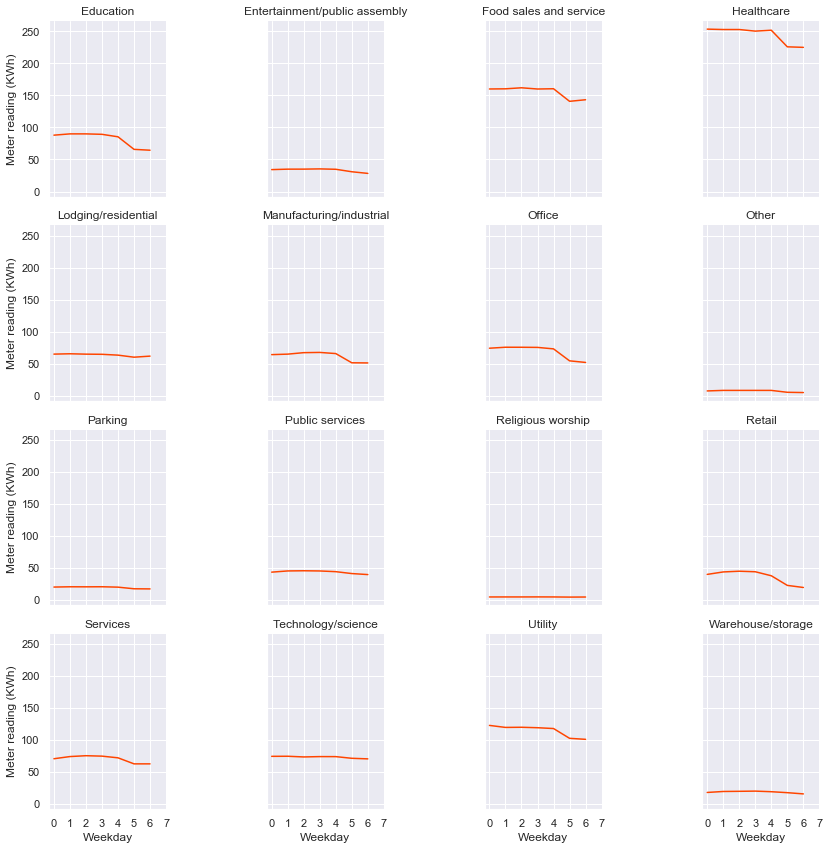 Education Entertainment/public assembly Food sales and service Healthcare
250
200
150
100
50
0
Meter reading (KWh)
Lodging/residential Manufacturing/industrial Office Other
250
200
150
100
50
0
Meter reading (KWh)
Parking Public services Religious worship Retail
250
200
150
100
50
0
Meter reading (KWh)
Services Technology/science Utility Warehouse/storage
250
200
150
100
50
0
Meter reading (KWh)
0 1 2 3 4 5 6 7 0 1 2 3 4 5 6 7 0 1 2 3 4 5 6 7 0 1 2 3 4 5 6 7
Weekday Weekday Weekday Weekday